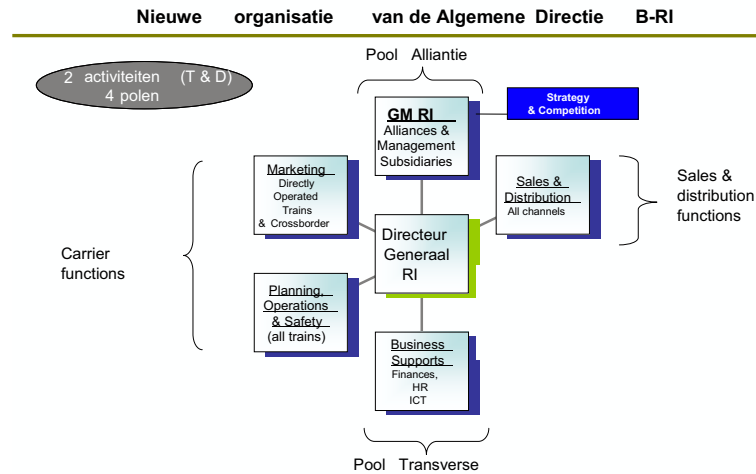 Nieuwe organisatie van de Algemene Directie B-RI
2 activiteiten (T & D)
4 polen
Pool Alliantie
GM RI
Alliances &
Management
Subsidiaries
Strategy
& Competition
Marketing
Directly
Operated
Trains
& Crossborder
Sales &
Distribution
All channels
Sales &
distribution
functions
Carrier
functions
Directeur
Generaal
RI
Planning,
Operations
& Safety
(all trains)
Business
Supports
Finances,
HR
ICT
Pool Transverse